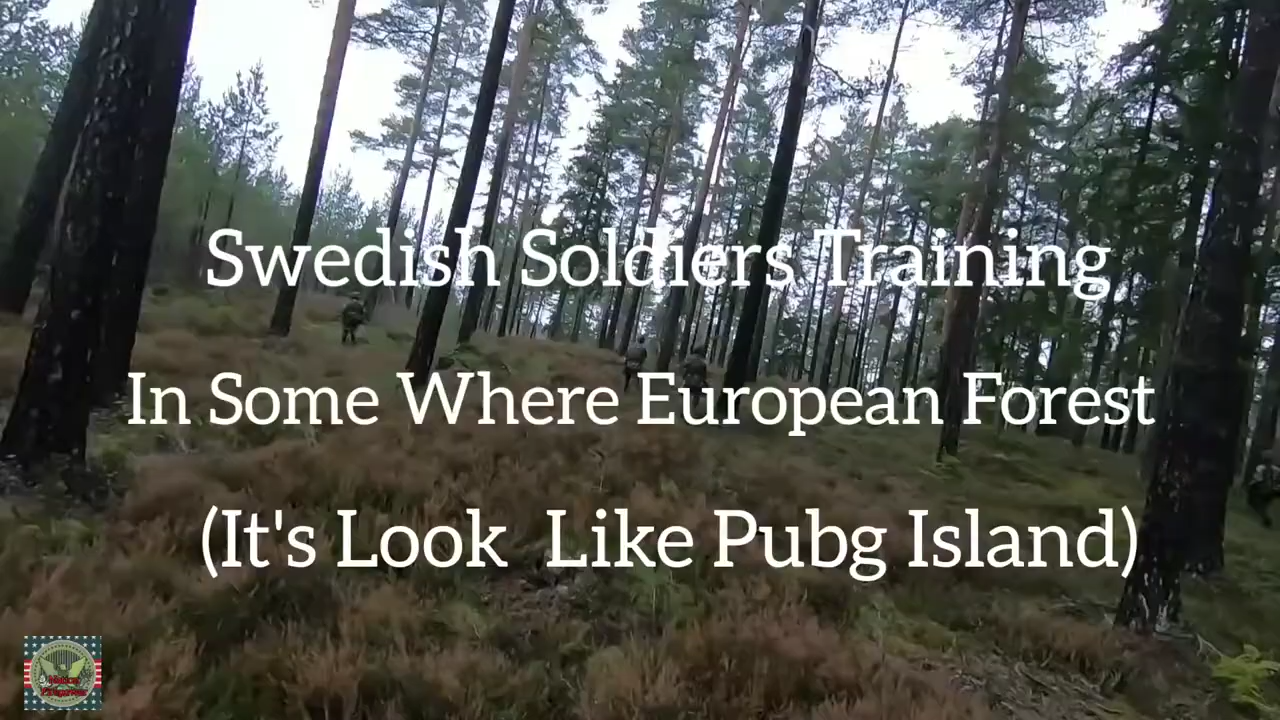 Swedish Soldiers Training
In Some Where European Forest
(It's Look Like Pubg Island)